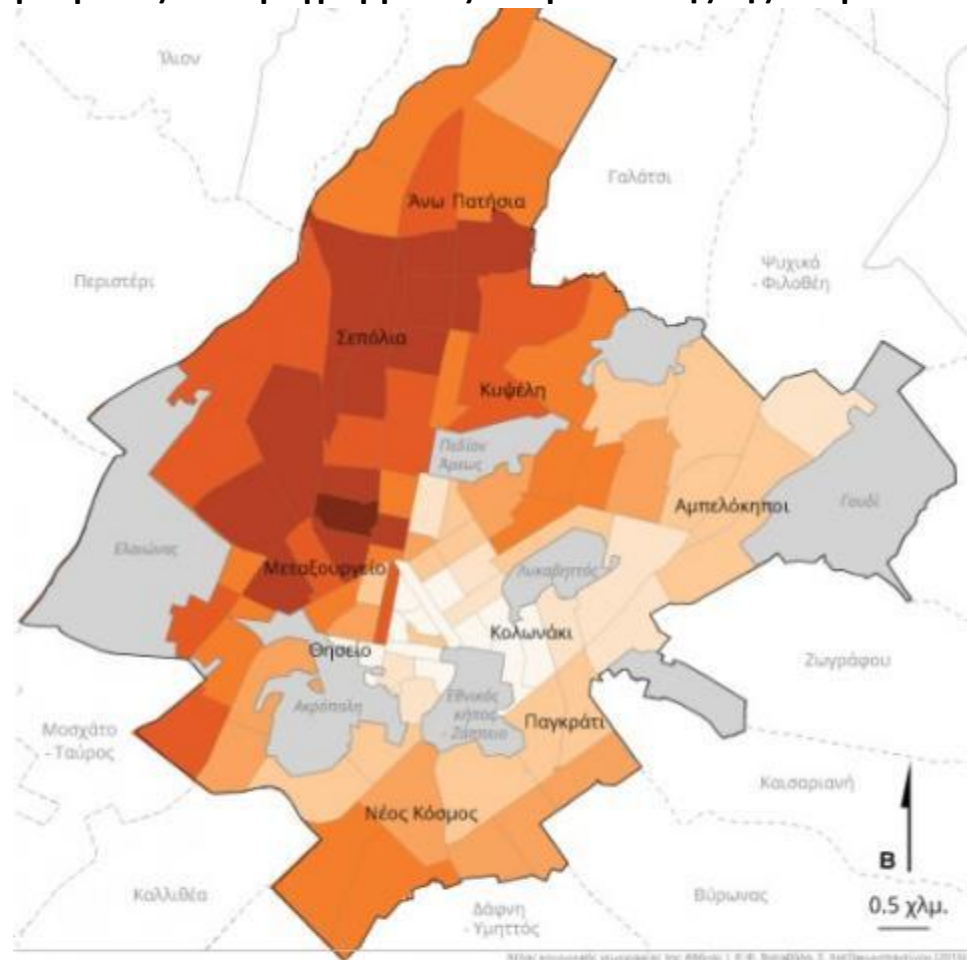 Ίλιον
Γαλάτσι
Άνω Πατήσια
Ψυχικό
- Φιλοθέη
Περιστέρι
Σεπόλια
Κυψέλη
Πεδίον
Άρεως
Αμπελόκηποι
Γουδί
Ελαιώνας
Μεταξουργείο
Λυκαβηττός
Κολωνάκι
Θησείο
Ζωγράφου
Ακρόπολη
Εθνικός
κήπος
- Ζάππειο
Παγκράτι
Μοσχάτο
- Ταύρος
Καισαριανή
Νέος Κόσμος
Β
Καλλιθέα
Βύρωνας
0.5 χλμ.
Δάφνη
- Υμηττός